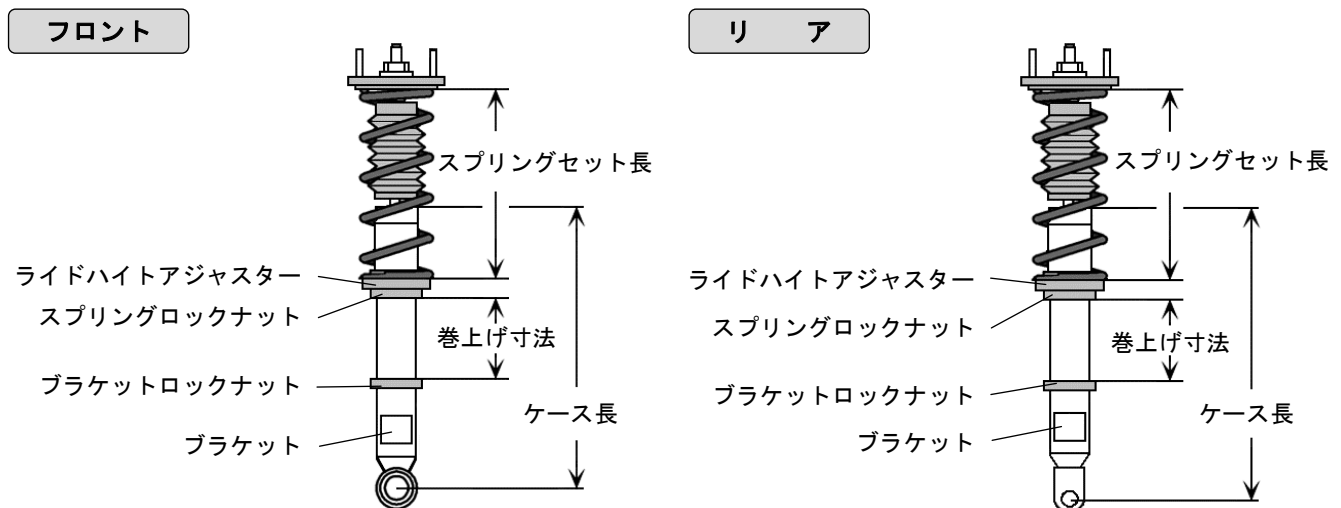 フロント
スプリングセット長
ライドハイトアジャスター
スプリングロックナット
巻上げ寸法
ブラケットロックナット
ケース長
ブラケット
リ　ア
スプリングセット長
ライドハイトアジャスター
スプリングロックナット
巻上げ寸法
ブラケットロックナット
ケース長
ブラケット